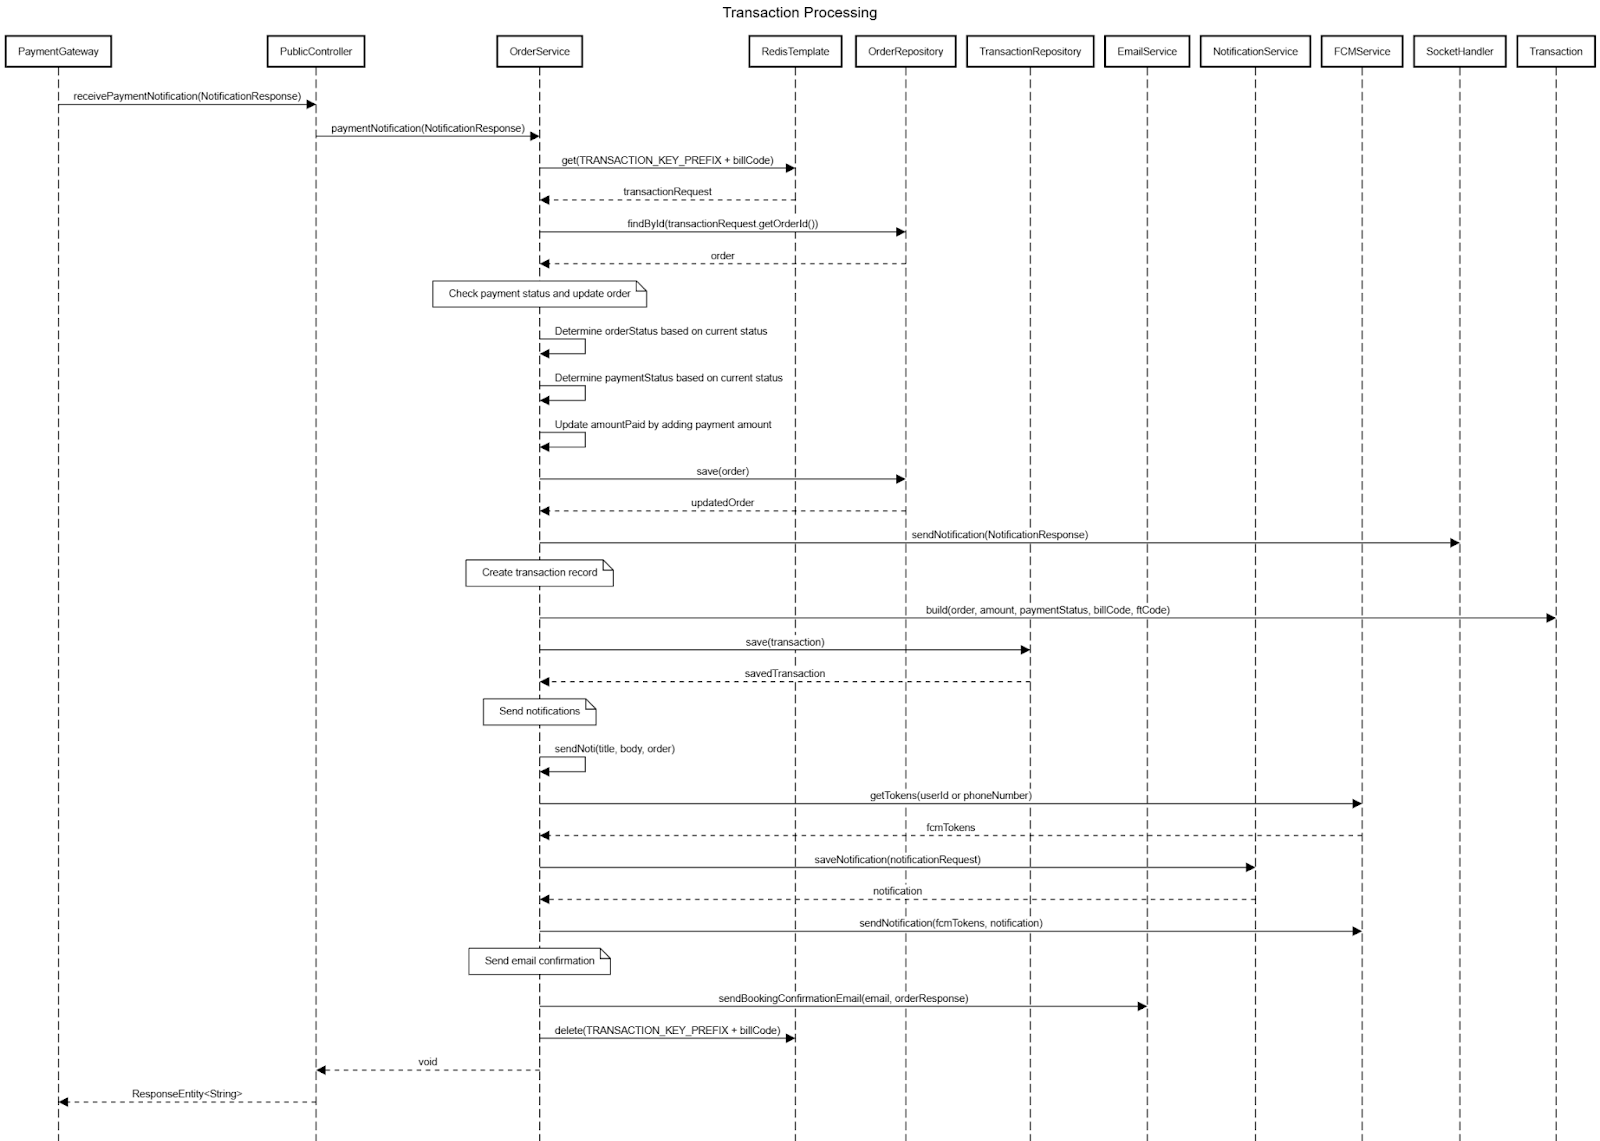 Transaction Processing
PaymentGateway
PublicController
OrderService
RedisTemplate
OrderRepository
TransactionRepository
EmailService
NotificationService
FCMService
SocketHandler
Transaction
receivePaymentNotification(NotificationResponse)
paymentNotification(NotificationResponse)
get(TRANSACTION_KEY_PREFIX + billCode)
transactionRequest
findById(transactionRequest.getOrderId())
order
Check payment status and update order
Determine orderStatus based on current status
Determine paymentStatus based on current status
Update amountPaid by adding payment amount
save(order)
updatedOrder
sendNotification(NotificationResponse)
Create transaction record
build(order, amount, paymentStatus, billCode, ftCode)
save(transaction)
savedTransaction
Send notifications
sendNoti(title, body, order)
getTokens(userId or phoneNumber)
fcmTokens
saveNotification(notificationRequest)
notification
sendNotification(fcmTokens, notification)
Send email confirmation
sendBookingConfirmationEmail(email, orderResponse)
delete(TRANSACTION_KEY_PREFIX + billCode)
void
ResponseEntity<String>